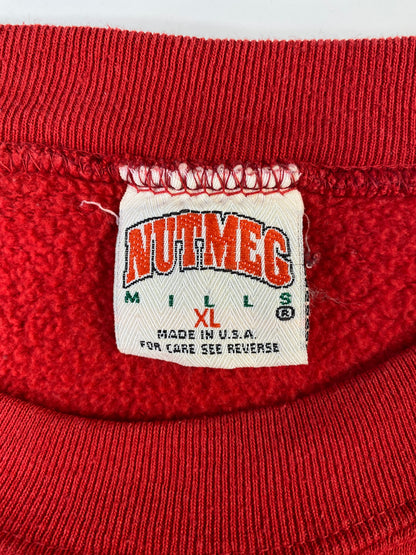 NUTMEG
MILLS
XL ®
MADE IN U.S.A.
FOR CARE SEE REVERSE